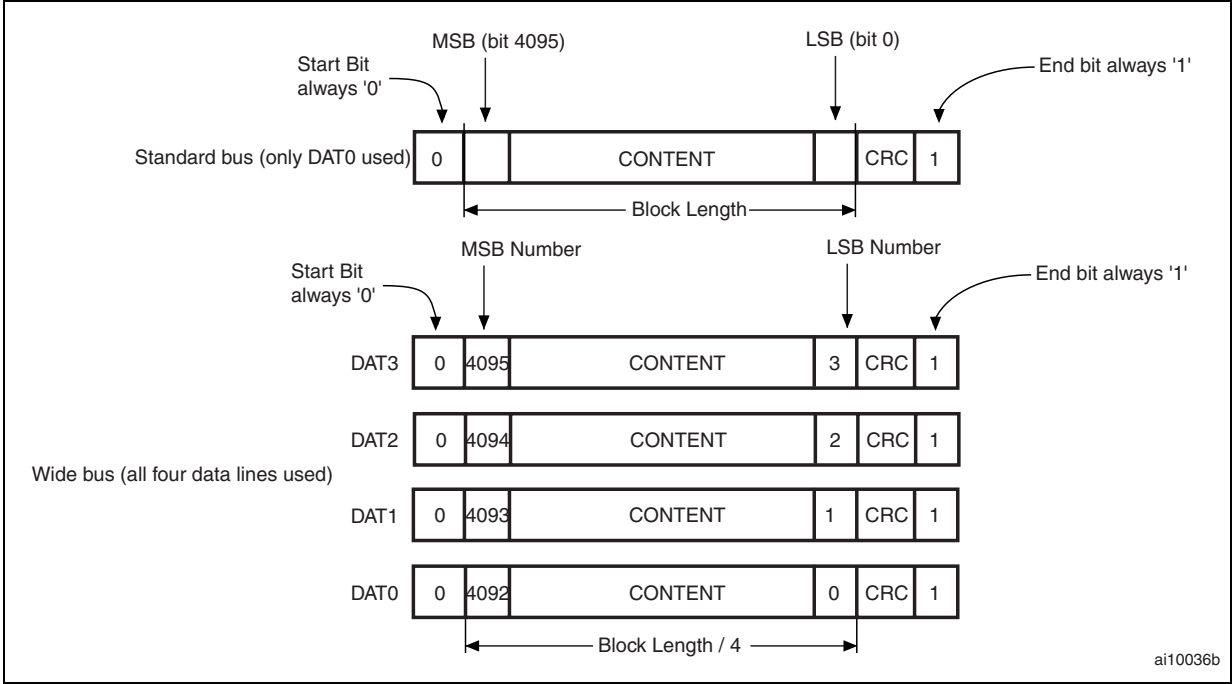 MSB (bit 4095)
LSB (bit 0)
Start Bit
always '0'
End bit always '1'
Standard bus (only DAT0 used)
0
CONTENT
CRC
1
Block Length
MSB Number
LSB Number
Start Bit
always '0'
End bit always '1'
DAT3 0 4095 CONTENT 3 CRC 1
DAT2 0 4094 CONTENT 2 CRC 1
Wide bus (all four data lines used)
DAT1 0 4093 CONTENT 1 CRC 1
DAT0 0 4092 CONTENT 0 CRC 1
Block Length / 4
ai10036b